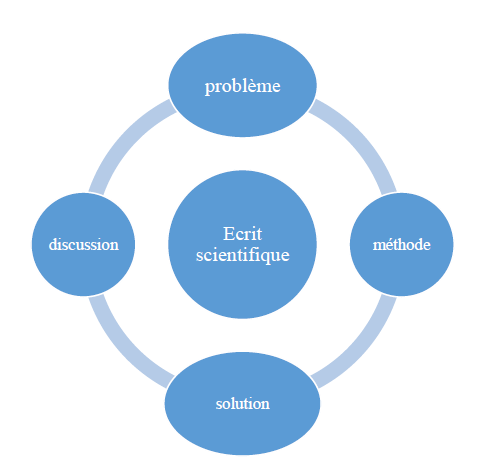 problème
discussion
Ecrit
scientifique
méthode
solution